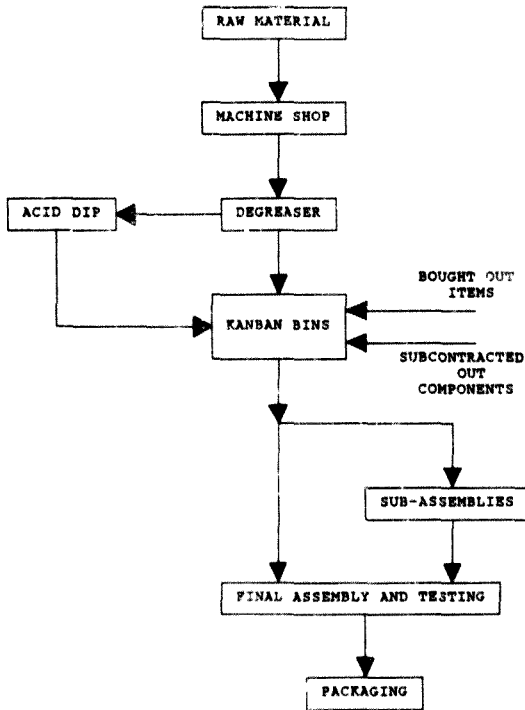 RAW MATERIAL
MACHINE SHOP
ACID DIP
DEGREASER
BOUGHT OUT
ITEMS
KANBAN BINS
SUBCONTRACTED
OUT
COMPONENTS
SUB-ASSEMBLIES
FINAL ASSEMBLY AND TESTING
PACKAGING